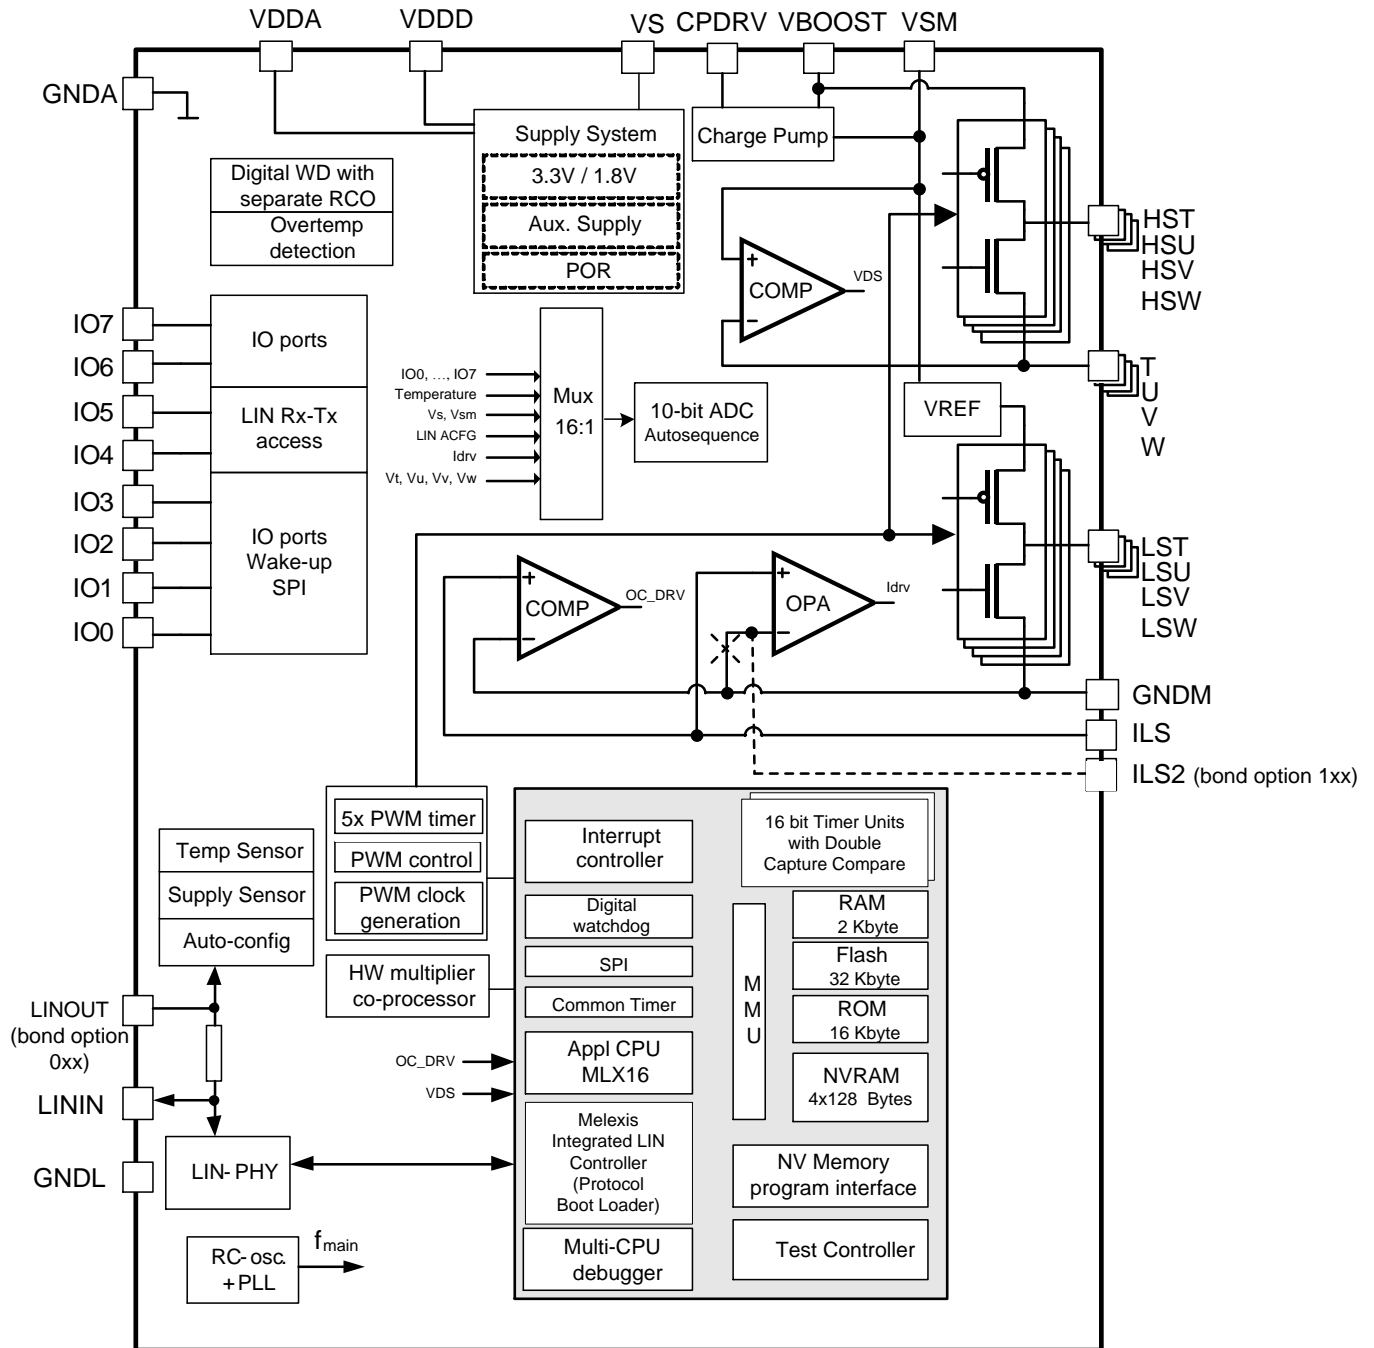 VDDA
VDDD
VS
CPDRV
VBOOST
VSM
GNDA
Supply System
3.3V / 1.8V
Aux. Supply
POR
Charge Pump
Digital WD with
separate RCO
Overtemp
detection
+
COMP
−
VDS
HST
HSU
HSV
HSW
IO7
IO6
IO5
IO4
IO3
IO2
IO1
IO0
IO ports
LIN Rx-Tx
access
IO ports
Wake-up
SPI
IO0, ..., IO7
Temperature
Vs, Vsm
LIN ACFG
Idrv
Vt, Vu, Vv, Vw
Mux
16:1
10-bit ADC
Autosequence
VREF
T
U
V
W
+
COMP
−
OC_DRV
+
OPA
−
Idrv
LST
LSU
LSV
LSW
GNDM
ILS
ILS2 (bond option 1xx)
5x PWM timer
PWM control
PWM clock
generation
HW multiplier
co-processor
Temp Sensor
Supply Sensor
Auto-config
LINOUT
(bond option
0xx)
LININ
GNDL
LIN-PHY
RC-osc.
+PLL
fmain
OC_DRV
VDS
Interrupt
controller
Digital
watchdog
SPI
Common Timer
Appl CPU
MLX16
Melexis
Integrated LIN
Controller
(Protocol
Boot Loader)
Multi-CPU
debugger
M
M
U
16 bit Timer Units
with Double
Capture Compare
RAM
2 Kbyte
Flash
32 Kbyte
ROM
16 Kbyte
NVRAM
4x128 Bytes
NV Memory
program interface
Test Controller